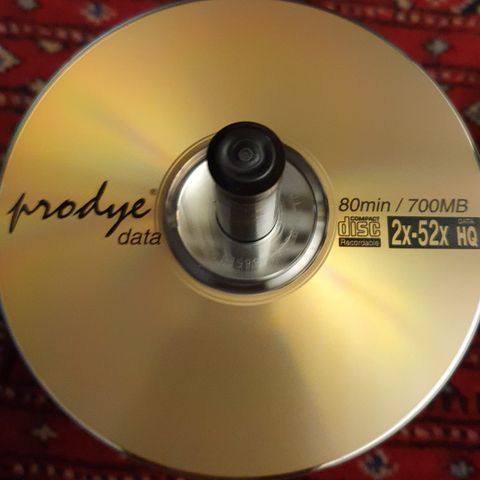 prodye®
data
80min / 700MB
COMPACT
disc
Recordable
DATA
2x-52x HQ